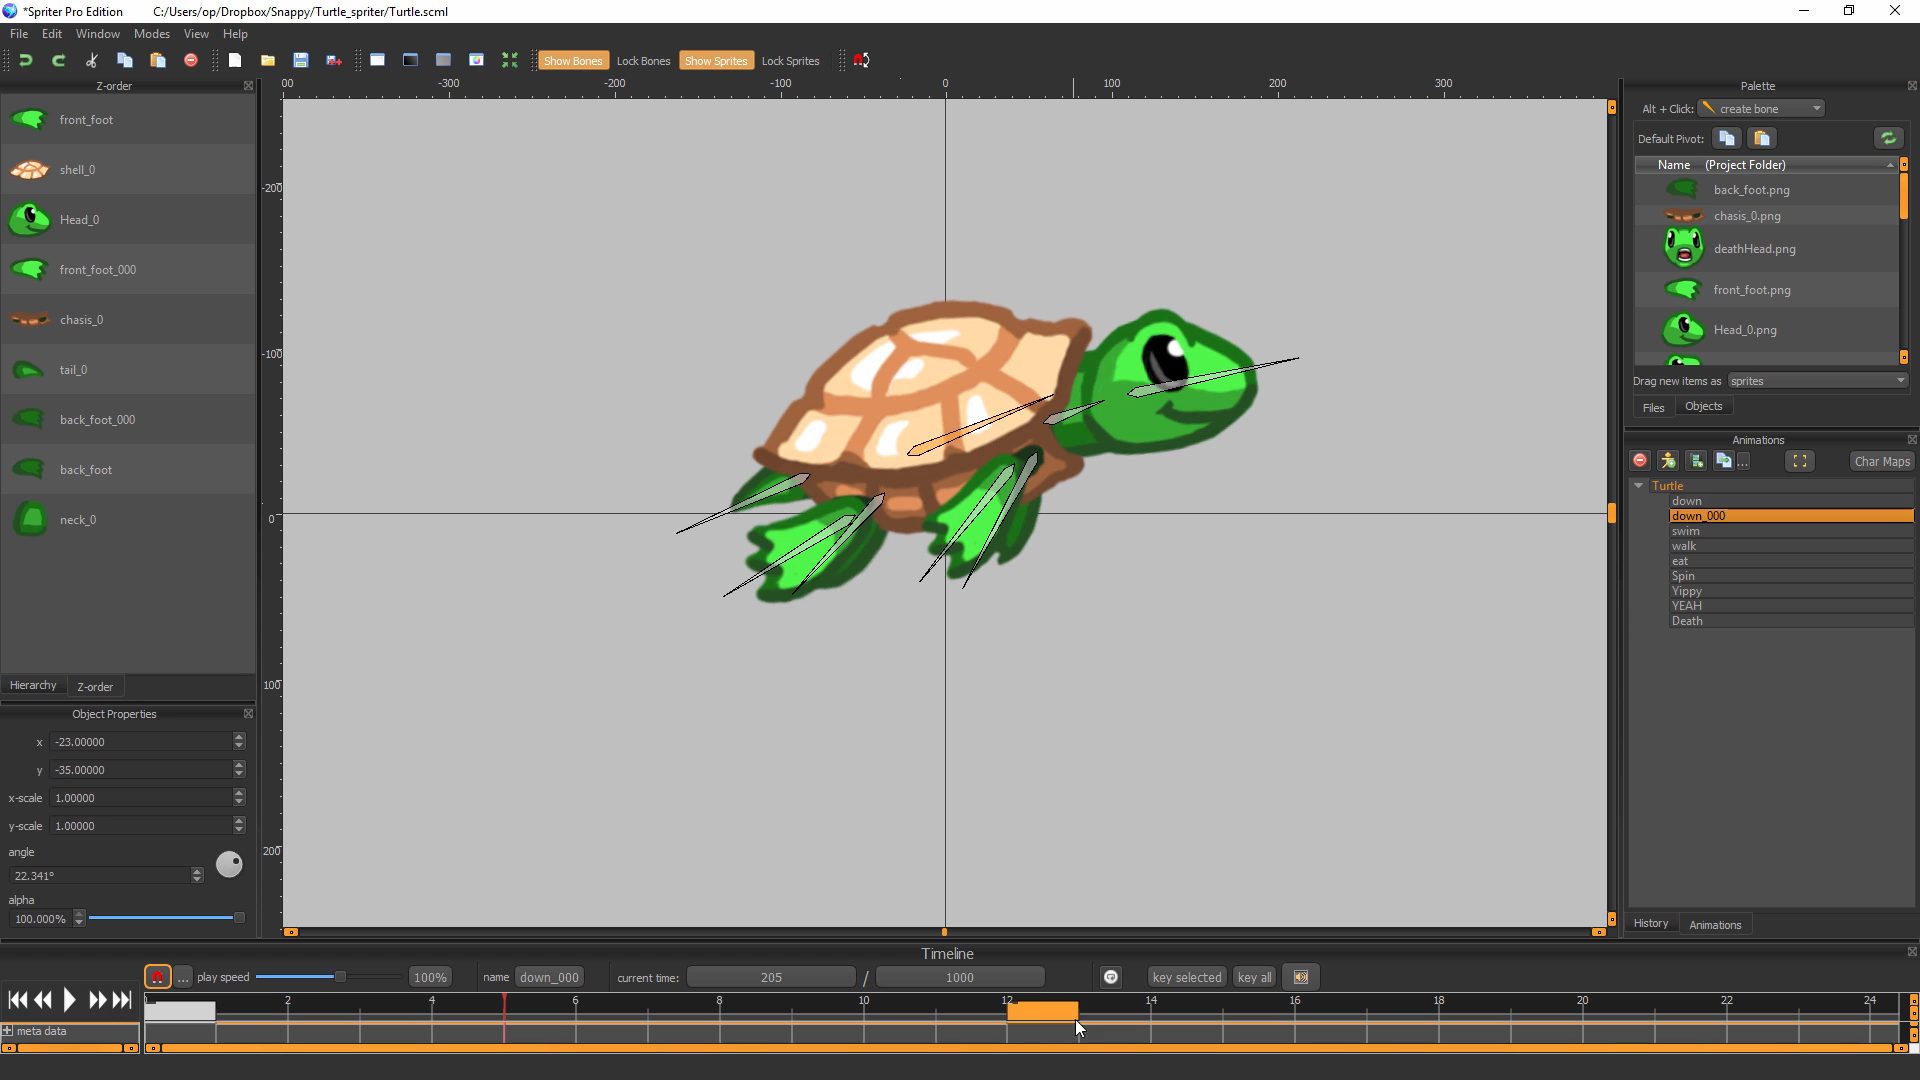 *Spriter Pro Edition C:/Users/op/Dropbox/Snappy/Turtle_spriter/Turtle.scml
File Edit Window Modes View Help
Show Bones Lock Bones Show Sprites Lock Sprites
Z-order
front_foot
shell_0
Head_0
front_foot_000
chasis_0
tail_0
back_foot_000
back_foot
neck_0
Hierarchy Z-order
Object Properties
x -23.00000
y -35.00000
x-scale 1.00000
y-scale 1.00000
angle
22.341°
alpha
100.000%
00 -300 -200 -100 0 100 200 300
-200
-100
0
100
200
Palette
Alt + Click: create bone
Default Pivot:
Name (Project Folder)
back_foot.png
chasis_0.png
deathHead.png
front_foot.png
Head_0.png
Drag new items as sprites
Files Objects
Animations
... Char Maps
Turtle
down
down_000
swim
walk
eat
Spin
Yippy
YEAH
Death
History Animations
Timeline
... play speed 100% name down_000 current time: 205 / 1000 key selected key all
2 4 6 8 10 12 14 16 18 20 22 24
meta data